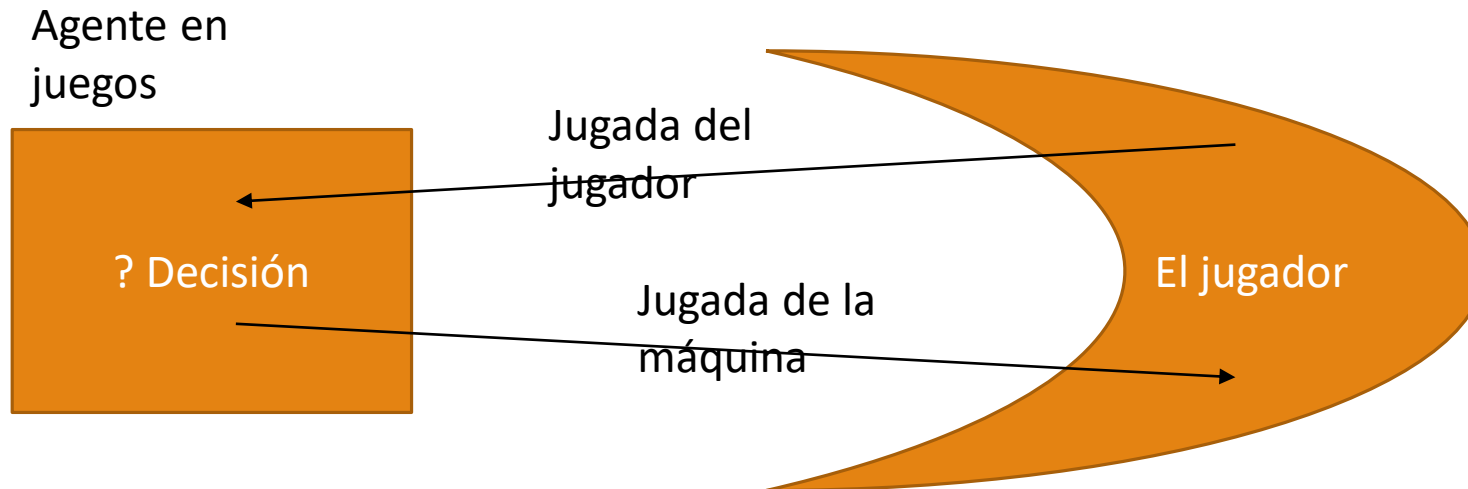 Agente en
juegos
Jugada del
jugador
? Decisión
El jugador
Jugada de la
máquina